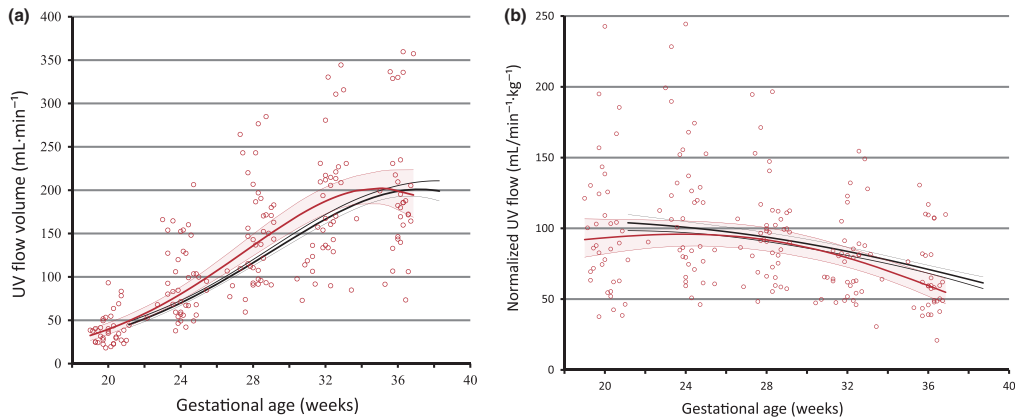 (a)
UV flow volume (mL·min⁻¹)
400
350
300
250
200
150
100
50
0
20 24 28 32 36 40
Gestational age (weeks)
(b)
Normalized UV flow (mL/min⁻¹·kg⁻¹)
250
200
150
100
50
0
20 24 28 32 36 40
Gestational age (weeks)